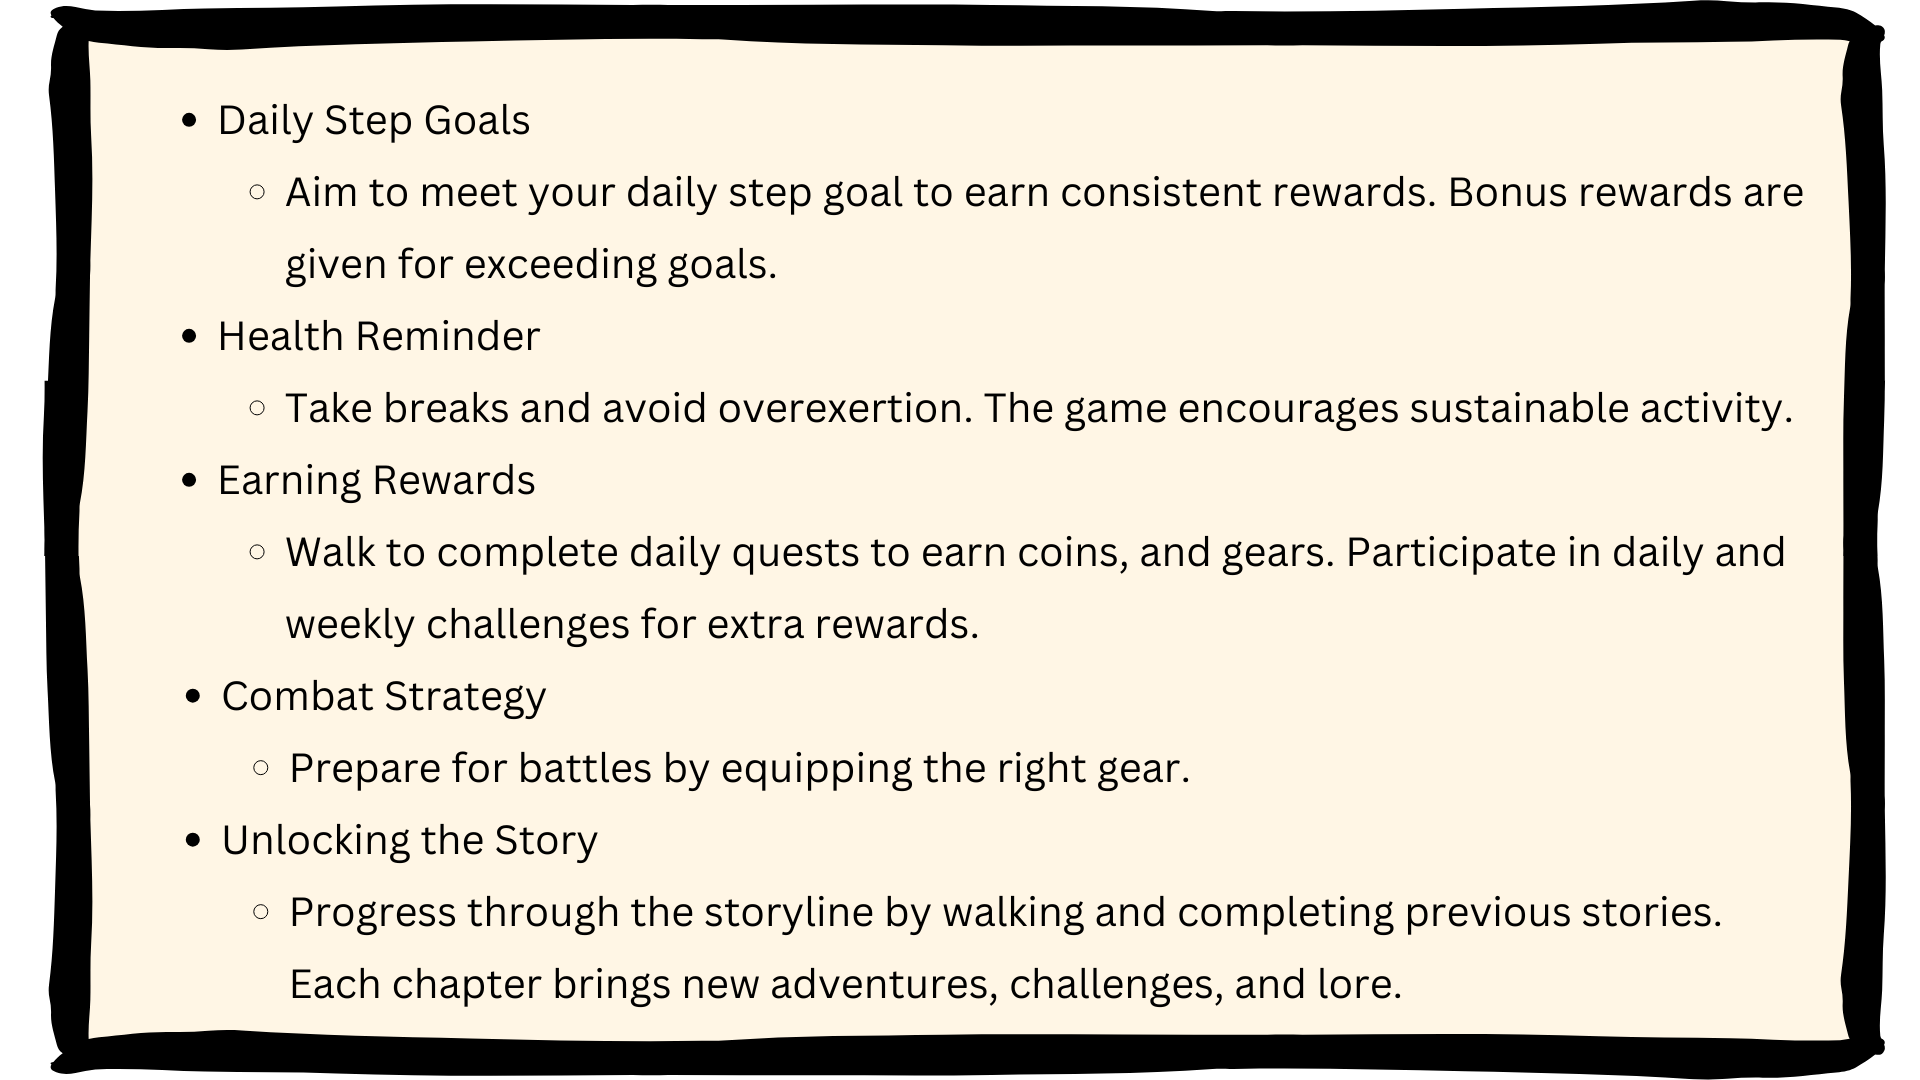 Daily Step Goals
Aim to meet your daily step goal to earn consistent rewards. Bonus rewards are
given for exceeding goals.
Health Reminder
Take breaks and avoid overexertion. The game encourages sustainable activity.
Earning Rewards
Walk to complete daily quests to earn coins, and gears. Participate in daily and
weekly challenges for extra rewards.
Combat Strategy
Prepare for battles by equipping the right gear.
Unlocking the Story
Progress through the storyline by walking and completing previous stories.
Each chapter brings new adventures, challenges, and lore.